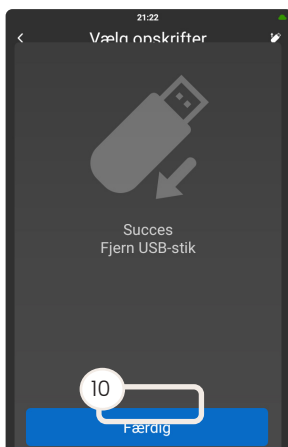 21:22
Vælg opskrifter
Succes
Fjern USB-stik
10
Færdig